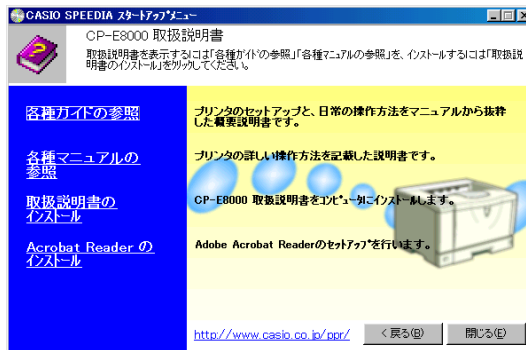 CASIO SPEEDIA ｽﾀｰﾄｱｯﾌﾟﾒﾆｭｰ
CP-E8000 取扱説明書
取扱説明書を表示するには「各種ｶﾞｲﾄﾞの参照」「各種ﾏﾆｭｱﾙの参照」を、ｲﾝｽﾄｰﾙするには「取扱説
明書のｲﾝｽﾄｰﾙ」をｸﾘｯｸしてください。
各種ガイドの参照
プリンタのセットアップと、日常の操作方法をマニュアルから抜粋
した概要説明書です。
各種マニュアルの
参照
プリンタの詳しい操作方法を記載した説明書です。
取扱説明書の
ｲﾝｽﾄｰﾙ
CP-E8000 取扱説明書をｺﾝﾋﾟｭｰﾀにｲﾝｽﾄｰﾙします。
Acrobat Reader の
ｲﾝｽﾄｰﾙ
Adobe Acrobat Readerのｾｯﾄｱｯﾌﾟを行います。
http://www.casio.co.jp/ppr/
< 戻る(B)
閉じる(E)